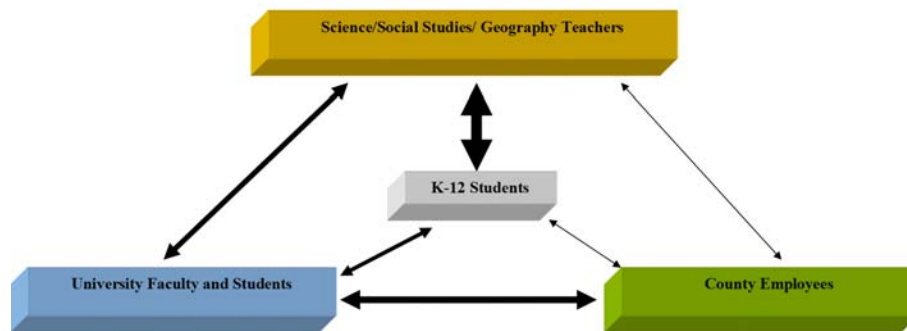 Science/Social Studies/ Geography Teachers
K-12 Students
University Faculty and Students
County Employees